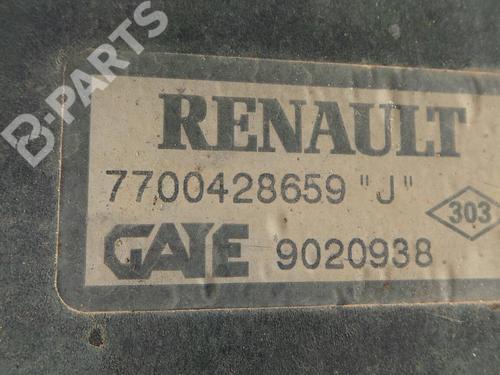 B-PARTS
RENAULT
7700428659 "J"
303
GATE 9020938